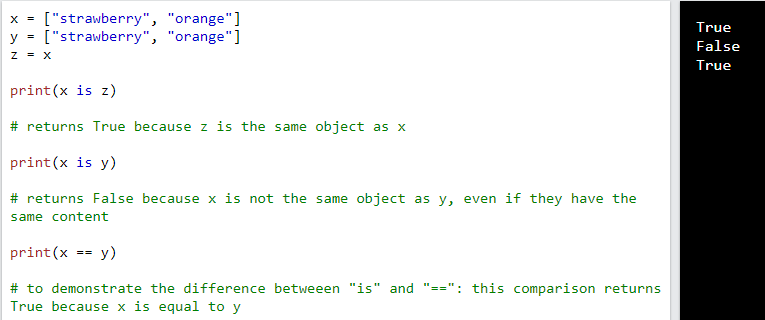 x = ["strawberry", "orange"]
y = ["strawberry", "orange"]
z = x
print(x is z)
# returns True because z is the same object as x
print(x is y)
# returns False because x is not the same object as y, even if they have the
same content
print(x == y)
# to demonstrate the difference betweeen "is" and "==": this comparison returns
True because x is equal to y
True
False
True